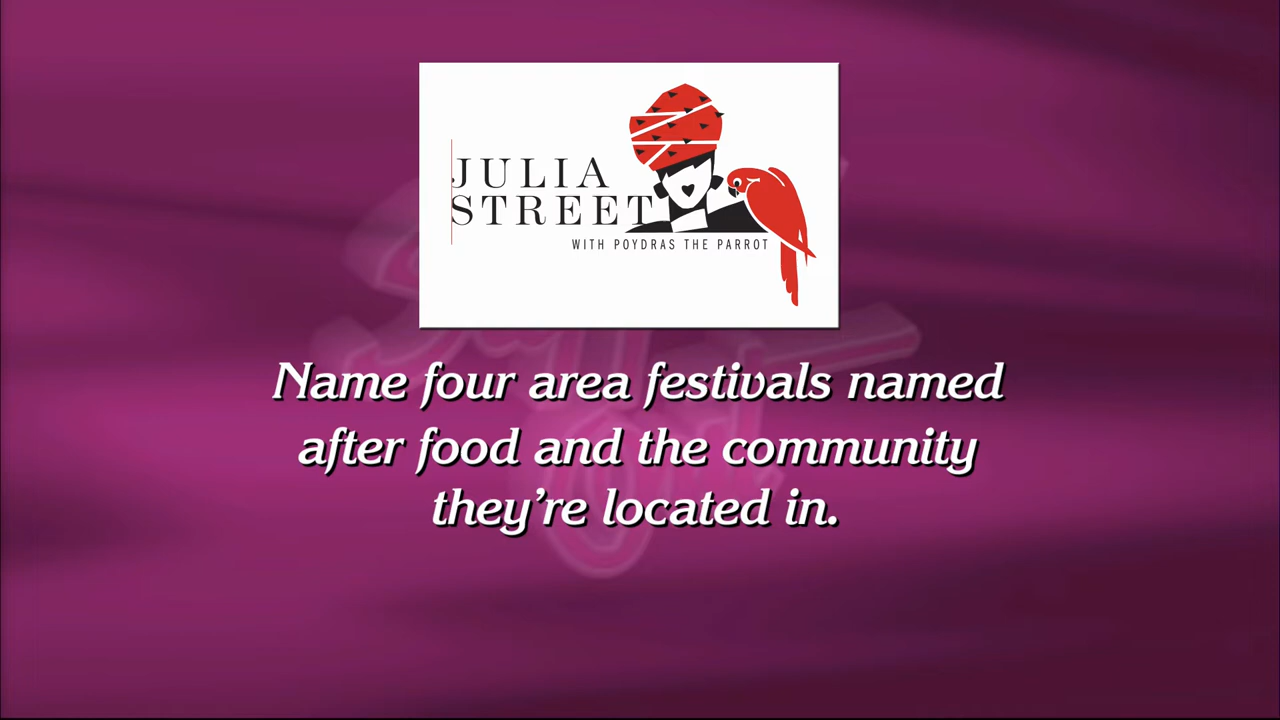 JULIA
STREET
WITH POYDRAS THE PARROT
Name four area festivals named
after food and the community
they're located in.